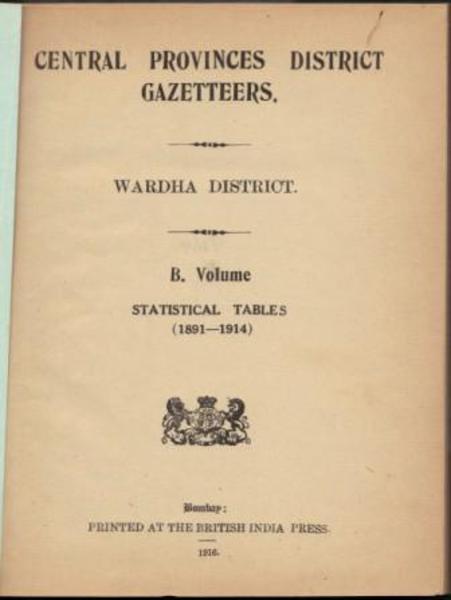 CENTRAL PROVINCES DISTRICT
GAZETTEERS.
WARDHA DISTRICT.
B. Volume
STATISTICAL TABLES
(1891—1914)
Bombay:
PRINTED AT THE BRITISH INDIA PRESS.
1916.